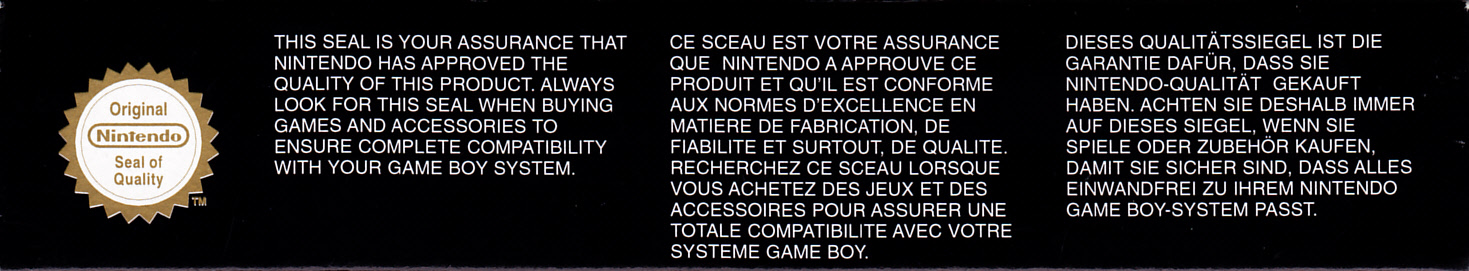 Original
Nintendo
Seal of
Quality
TM
THIS SEAL IS YOUR ASSURANCE THAT
NINTENDO HAS APPROVED THE
QUALITY OF THIS PRODUCT. ALWAYS
LOOK FOR THIS SEAL WHEN BUYING
GAMES AND ACCESSORIES TO
ENSURE COMPLETE COMPATIBILITY
WITH YOUR GAME BOY SYSTEM.
CE SCEAU EST VOTRE ASSURANCE
QUE NINTENDO A APPROUVE CE
PRODUIT ET QU'IL EST CONFORME
AUX NORMES D'EXCELLENCE EN
MATIERE DE FABRICATION, DE
FIABILITE ET SURTOUT, DE QUALITE.
RECHERCHEZ CE SCEAU LORSQUE
VOUS ACHETEZ DES JEUX ET DES
ACCESSOIRES POUR ASSURER UNE
TOTALE COMPATIBILITE AVEC VOTRE
SYSTEME GAME BOY.
DIESES QUALITÄTSSIEGEL IST DIE
GARANTIE DAFÜR, DASS SIE
NINTENDO-QUALITÄT GEKAUFT
HABEN. ACHTEN SIE DESHALB IMMER
AUF DIESES SIEGEL, WENN SIE
SPIELE ODER ZUBEHÖR KAUFEN,
DAMIT SIE SICHER SIND, DASS ALLES
EINWANDFREI ZU IHREM NINTENDO
GAME BOY-SYSTEM PASST.